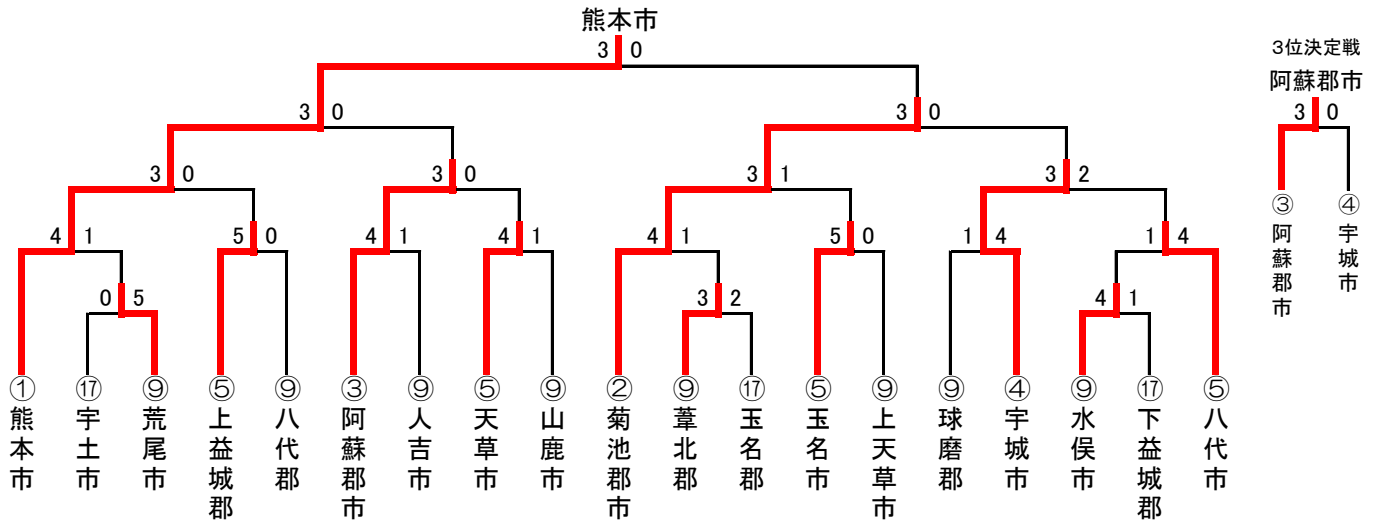 熊本市
3 0
3位決定戦
阿蘇郡市
3 0
3 0
3 0
3 0
3 0
3 1
3 2
③ ④
阿蘇郡市
宇城市
4 1
5 0
4 1
4 1
4 1
5 0
1 4
1 4
0 5
3 2
4 1
① ⑰ ⑨ ⑤ ⑨ ③ ⑨ ⑤ ⑨ ② ⑨ ⑰ ⑤ ⑨ ⑨ ④ ⑨ ⑰ ⑤
熊本市
宇土市
荒尾市
上益城郡
八代郡
阿蘇郡市
人吉市
天草市
山鹿市
菊池郡市
葦北郡
玉名郡
玉名市
上天草市
球磨郡
宇城市
水俣市
下益城郡
八代市